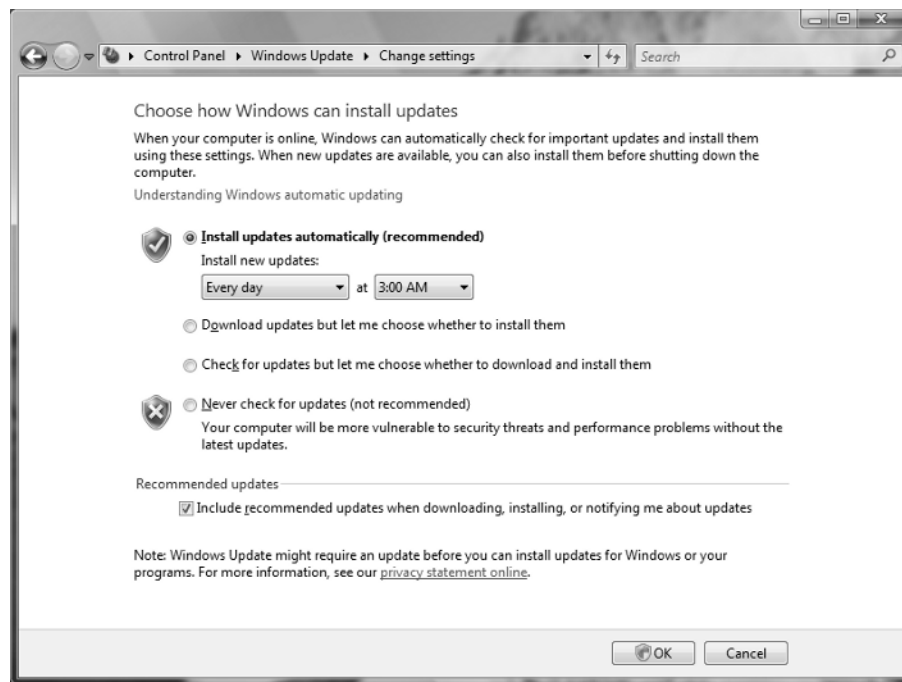 Control Panel Windows Update Change settings
Search
Choose how Windows can install updates
When your computer is online, Windows can automatically check for important updates and install them
using these settings. When new updates are available, you can also install them before shutting down the
computer.
Understanding Windows automatic updating
Install updates automatically (recommended)
Install new updates:
Every day at 3:00 AM
Download updates but let me choose whether to install them
Check for updates but let me choose whether to download and install them
Never check for updates (not recommended)
Your computer will be more vulnerable to security threats and performance problems without the
latest updates.
Recommended updates
Include recommended updates when downloading, installing, or notifying me about updates
Note: Windows Update might require an update before you can install updates for Windows or your
programs. For more information, see our privacy statement online.
OK Cancel